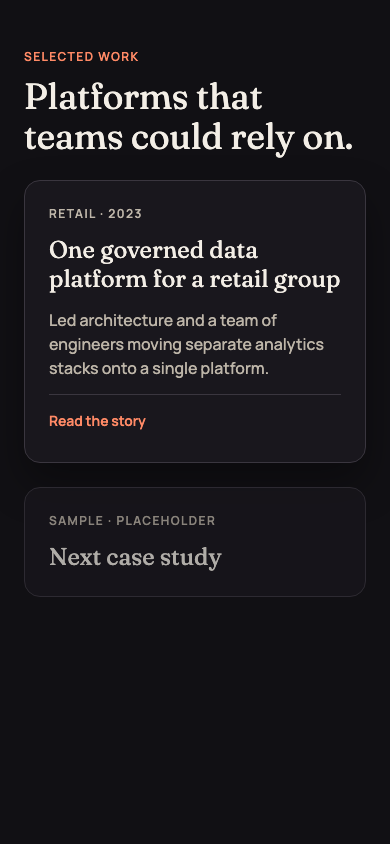 SELECTED WORK
Platforms that
teams could rely on.
RETAIL · 2023
One governed data
platform for a retail group
Led architecture and a team of
engineers moving separate analytics
stacks onto a single platform.
Read the story
SAMPLE · PLACEHOLDER
Next case study